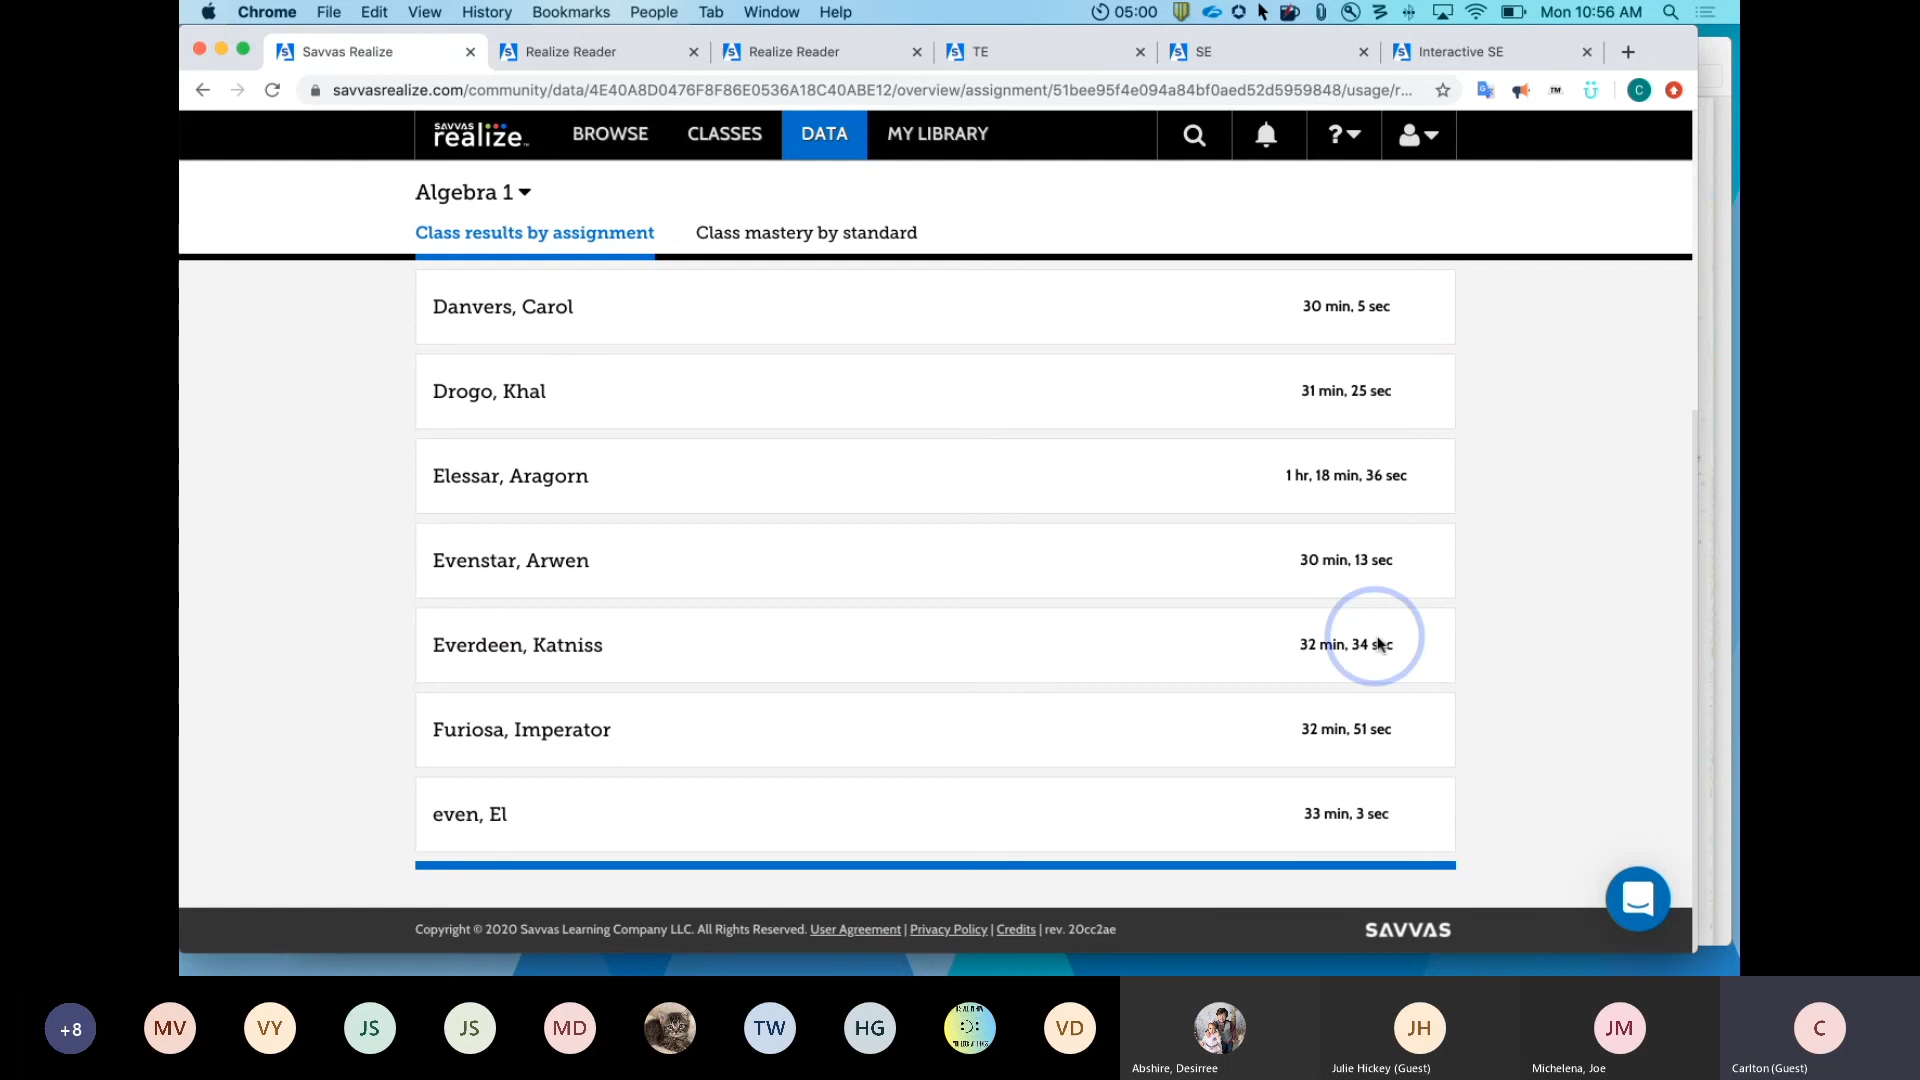 Chrome File Edit View History Bookmarks People Tab Window Help 05:00 Mon 10:56 AM
Savvas Realize Realize Reader Realize Reader TE SE Interactive SE
savvasrealize.com/community/data/4E40A8D0476F8F86E0536A18C40ABE12/overview/assignment/51bee95f4e094a84bf0aed52d5959848/usage/r... TM C
SAVVAS realize. BROWSE CLASSES DATA MY LIBRARY ?
Algebra 1
Class results by assignment Class mastery by standard
Danvers, Carol 30 min, 5 sec
Drogo, Khal 31 min, 25 sec
Elessar, Aragorn 1 hr, 18 min, 36 sec
Evenstar, Arwen 30 min, 13 sec
Everdeen, Katniss 32 min, 34 sec
Furiosa, Imperator 32 min, 51 sec
even, El 33 min, 3 sec
Copyright © 2020 Savvas Learning Company LLC. All Rights Reserved. User Agreement | Privacy Policy | Credits | rev. 20cc2ae SAVVAS
+8 MV VY JS JS MD TW HG VD JH JM C
Abshire, Desirree Julie Hickey (Guest) Michelena, Joe Carlton (Guest)